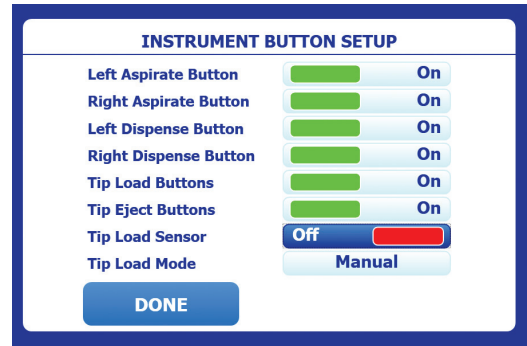 INSTRUMENT BUTTON SETUP
Left Aspirate Button On
Right Aspirate Button On
Left Dispense Button On
Right Dispense Button On
Tip Load Buttons On
Tip Eject Buttons On
Tip Load Sensor Off
Tip Load Mode Manual
DONE